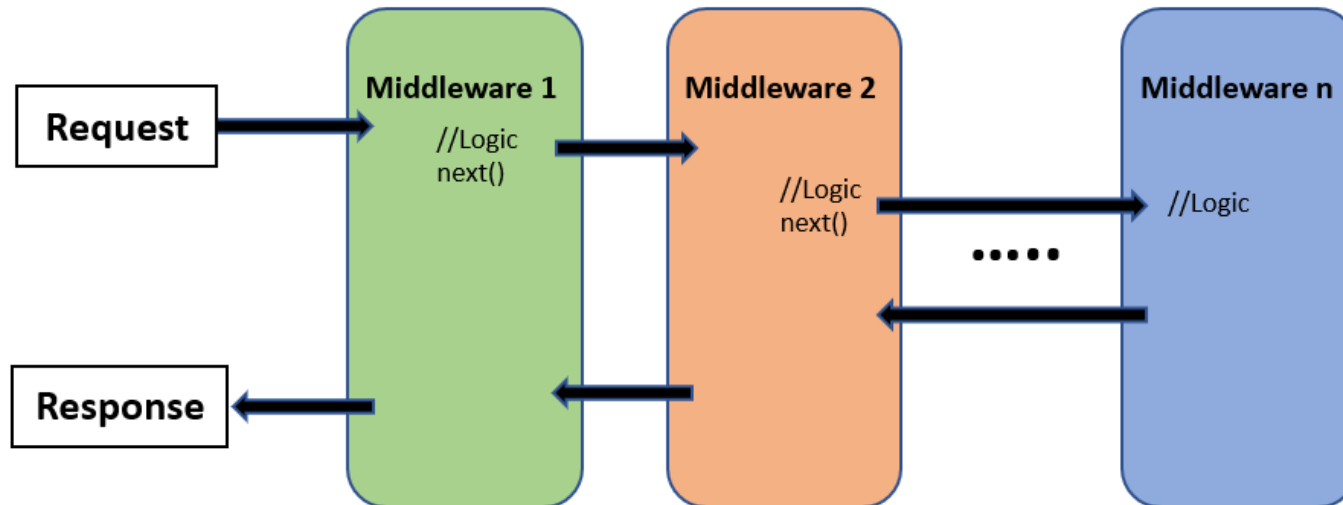 Request
Middleware 1
//Logic
next()
Middleware 2
//Logic
next()
.....
Middleware n
//Logic
Response